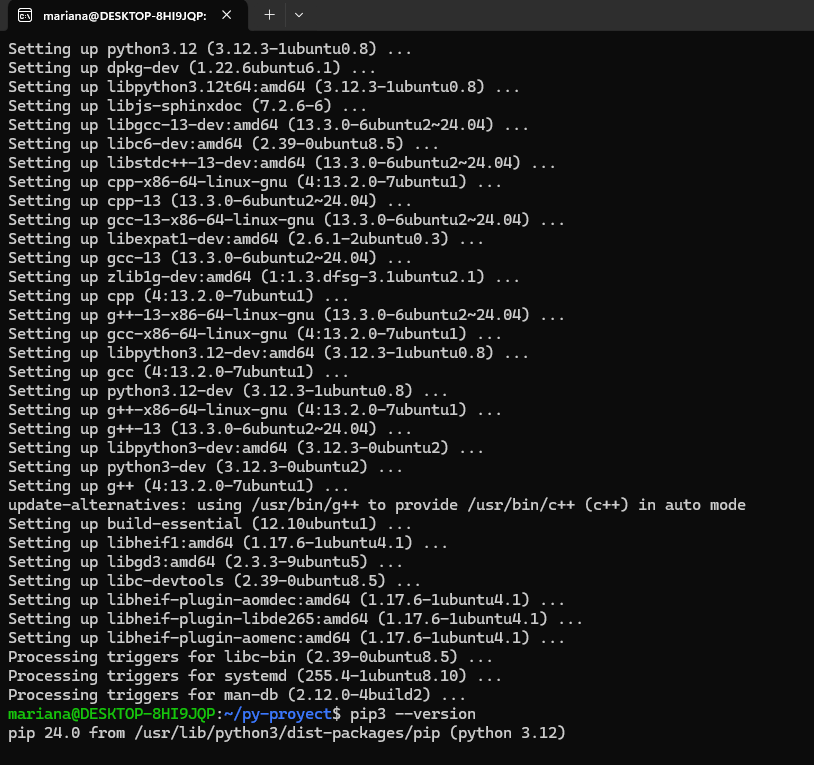 mariana@DESKTOP-8HI9JQP:
Setting up python3.12 (3.12.3-1ubuntu0.8) ...
Setting up dpkg-dev (1.22.6ubuntu6.1) ...
Setting up libpython3.12t64:amd64 (3.12.3-1ubuntu0.8) ...
Setting up libjs-sphinxdoc (7.2.6-6) ...
Setting up libgcc-13-dev:amd64 (13.3.0-6ubuntu2~24.04) ...
Setting up libc6-dev:amd64 (2.39-0ubuntu8.5) ...
Setting up libstdc++-13-dev:amd64 (13.3.0-6ubuntu2~24.04) ...
Setting up cpp-x86-64-linux-gnu (4:13.2.0-7ubuntu1) ...
Setting up cpp-13 (13.3.0-6ubuntu2~24.04) ...
Setting up gcc-13-x86-64-linux-gnu (13.3.0-6ubuntu2~24.04) ...
Setting up libexpat1-dev:amd64 (2.6.1-2ubuntu0.3) ...
Setting up gcc-13 (13.3.0-6ubuntu2~24.04) ...
Setting up zlib1g-dev:amd64 (1:1.3.dfsg-3.1ubuntu2.1) ...
Setting up cpp (4:13.2.0-7ubuntu1) ...
Setting up g++-13-x86-64-linux-gnu (13.3.0-6ubuntu2~24.04) ...
Setting up gcc-x86-64-linux-gnu (4:13.2.0-7ubuntu1) ...
Setting up libpython3.12-dev:amd64 (3.12.3-1ubuntu0.8) ...
Setting up gcc (4:13.2.0-7ubuntu1) ...
Setting up python3.12-dev (3.12.3-1ubuntu0.8) ...
Setting up g++-x86-64-linux-gnu (4:13.2.0-7ubuntu1) ...
Setting up g++-13 (13.3.0-6ubuntu2~24.04) ...
Setting up libpython3-dev:amd64 (3.12.3-0ubuntu2) ...
Setting up python3-dev (3.12.3-0ubuntu2) ...
Setting up g++ (4:13.2.0-7ubuntu1) ...
update-alternatives: using /usr/bin/g++ to provide /usr/bin/c++ (c++) in auto mode
Setting up build-essential (12.10ubuntu1) ...
Setting up libheif1:amd64 (1.17.6-1ubuntu4.1) ...
Setting up libgd3:amd64 (2.3.3-9ubuntu5) ...
Setting up libc-devtools (2.39-0ubuntu8.5) ...
Setting up libheif-plugin-aomdec:amd64 (1.17.6-1ubuntu4.1) ...
Setting up libheif-plugin-libde265:amd64 (1.17.6-1ubuntu4.1) ...
Setting up libheif-plugin-aomenc:amd64 (1.17.6-1ubuntu4.1) ...
Processing triggers for libc-bin (2.39-0ubuntu8.5) ...
Processing triggers for systemd (255.4-1ubuntu8.10) ...
Processing triggers for man-db (2.12.0-4build2) ...
mariana@DESKTOP-8HI9JQP:~/py-proyect$ pip3 --version
pip 24.0 from /usr/lib/python3/dist-packages/pip (python 3.12)